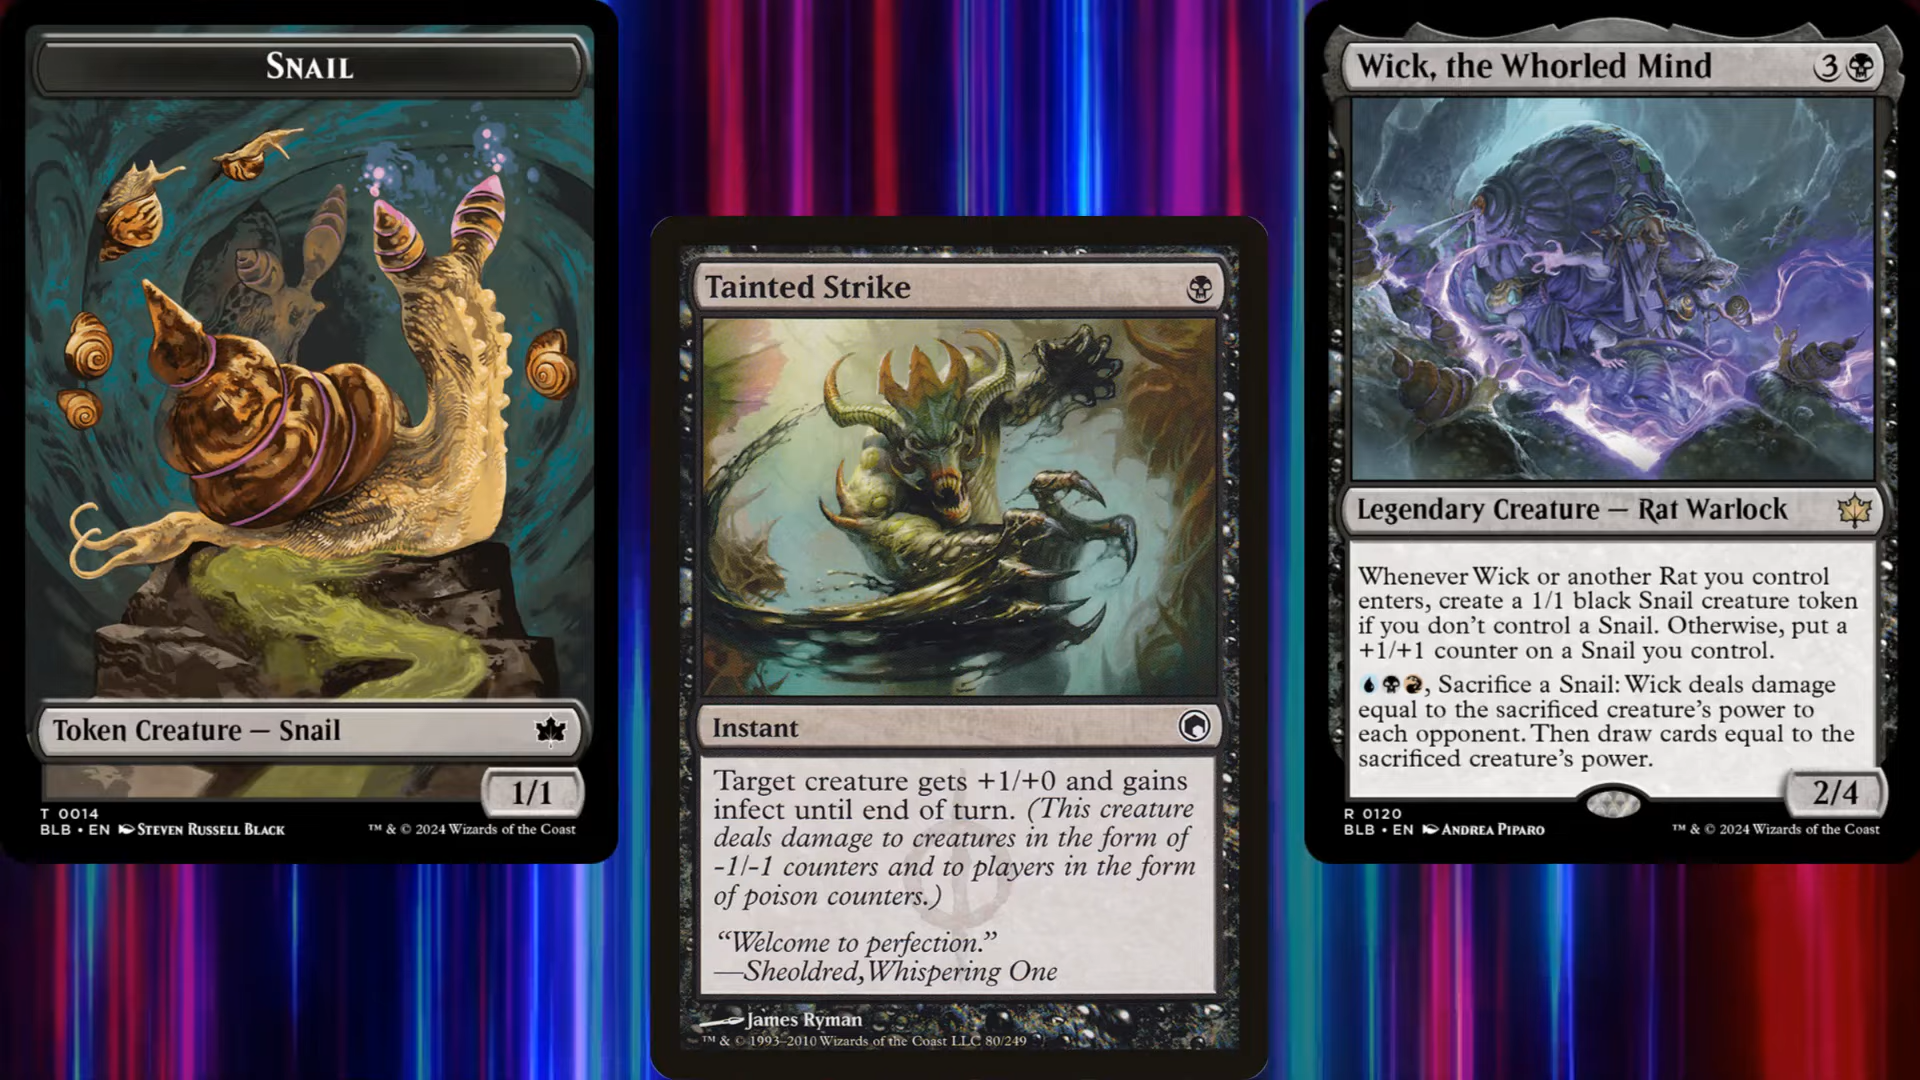 Snail
Token Creature — Snail
1/1
T 0014
BLB • EN Steven Russell Black
™ & © 2024 Wizards of the Coast
Tainted Strike
Instant
Target creature gets +1/+0 and gains
infect until end of turn. (This creature
deals damage to creatures in the form of
-1/-1 counters and to players in the form
of poison counters.)
“Welcome to perfection.”
—Sheoldred, Whispering One
James Ryman
™ & © 1993–2010 Wizards of the Coast LLC 80/249
Wick, the Whorled Mind
3
Legendary Creature — Rat Warlock
Whenever Wick or another Rat you control
enters, create a 1/1 black Snail creature token
if you don't control a Snail. Otherwise, put a
+1/+1 counter on a Snail you control.
, Sacrifice a Snail: Wick deals damage
equal to the sacrificed creature's power to
each opponent. Then draw cards equal to the
sacrificed creature's power.
2/4
R 0120
BLB • EN Andrea Piparo
™ & © 2024 Wizards of the Coast